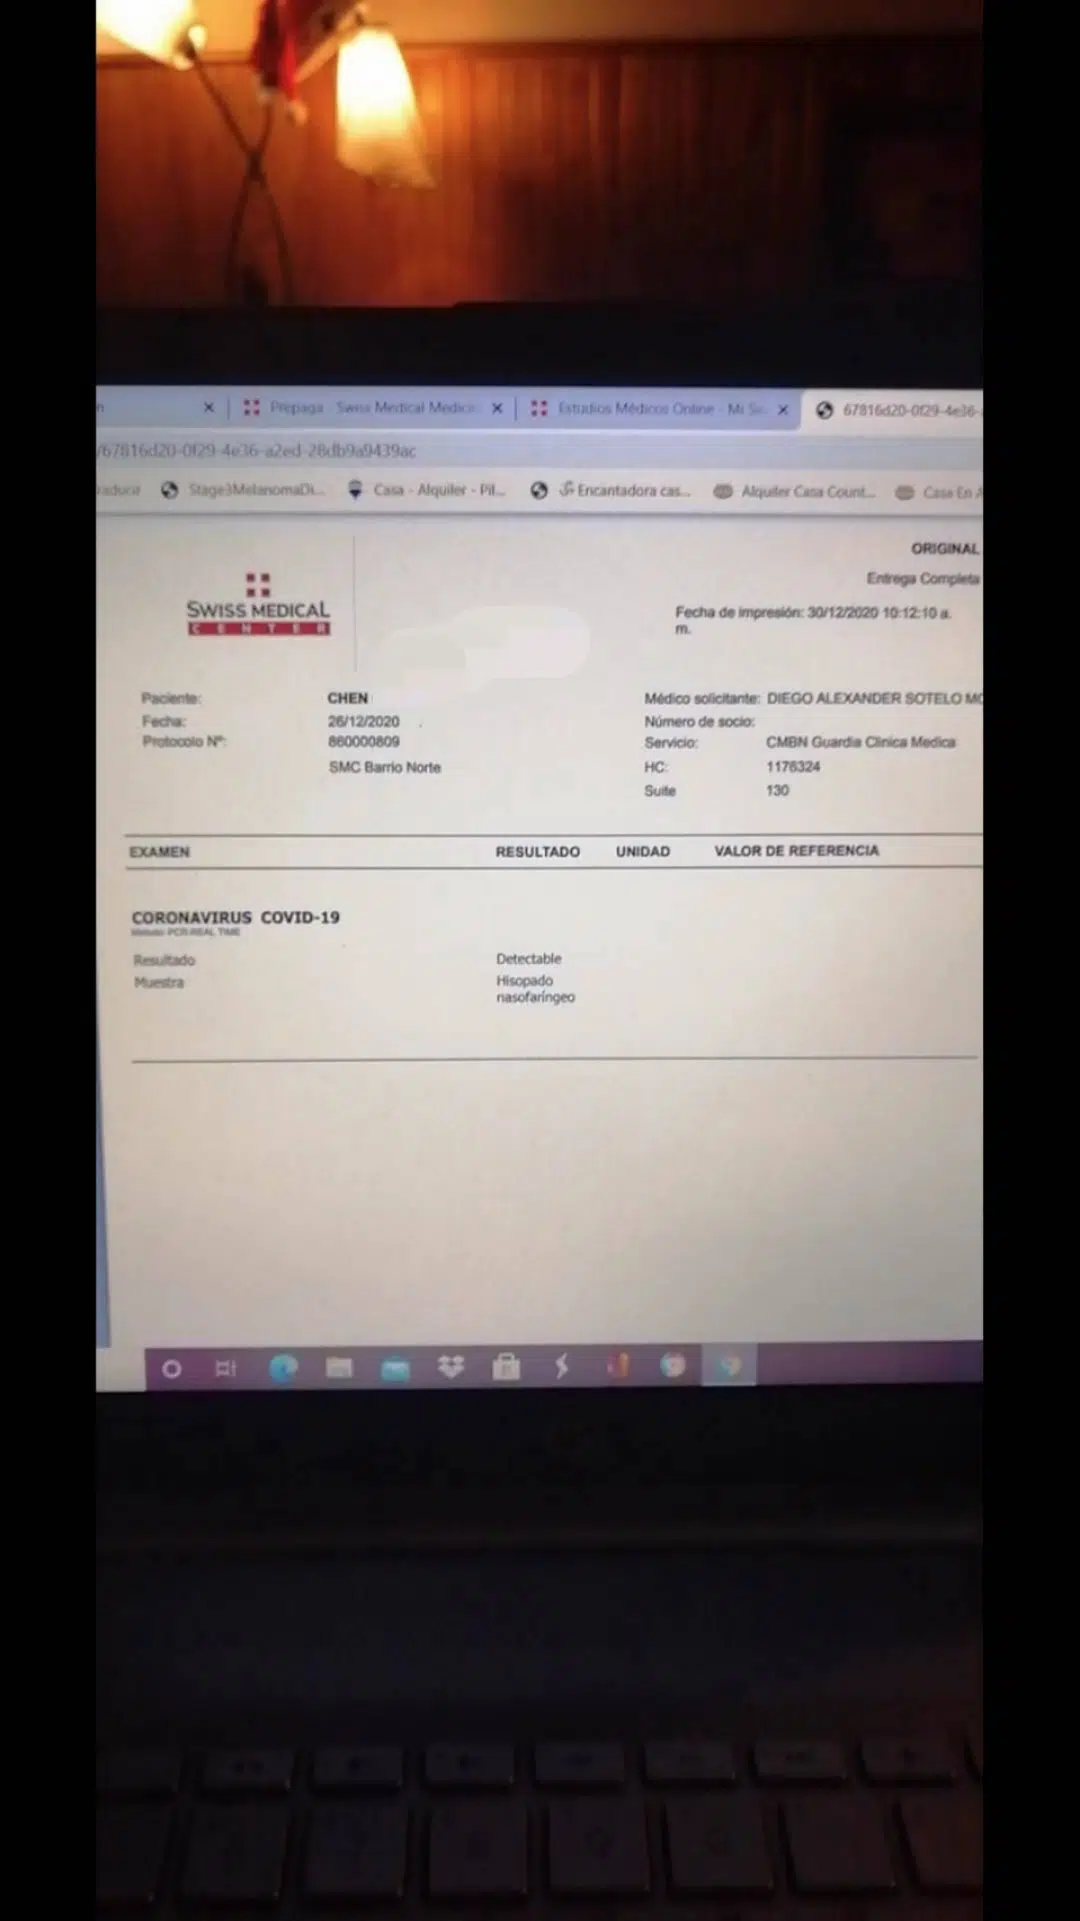 Prepaga - Swiss Medical Medicin
Estudios Médicos Online - Mi Sw
67816d20-0f29-4e36-
/67816d20-0f29-4e36-a2ed-28db9a9439ac
Stage3MelanomaDi...
Casa - Alquiler - Pil...
Encantadora cas...
Alquiler Casa Count...
Casa En A
ORIGINAL
Entrega Completa
SWISS MEDICAL
CENTER
Fecha de impresión: 30/12/2020 10:12:10 a.
m.
Paciente: CHEN Médico solicitante: DIEGO ALEXANDER SOTELO MO
Fecha: 26/12/2020 Número de socio:
Protocolo Nº: 860000809 Servicio: CMBN Guardia Clinica Medica
SMC Barrio Norte HC: 1176324
Suite 130
EXAMEN RESULTADO UNIDAD VALOR DE REFERENCIA
CORONAVIRUS COVID-19
Método: PCR-REAL TIME
Resultado Detectable
Muestra Hisopado
nasofaríngeo